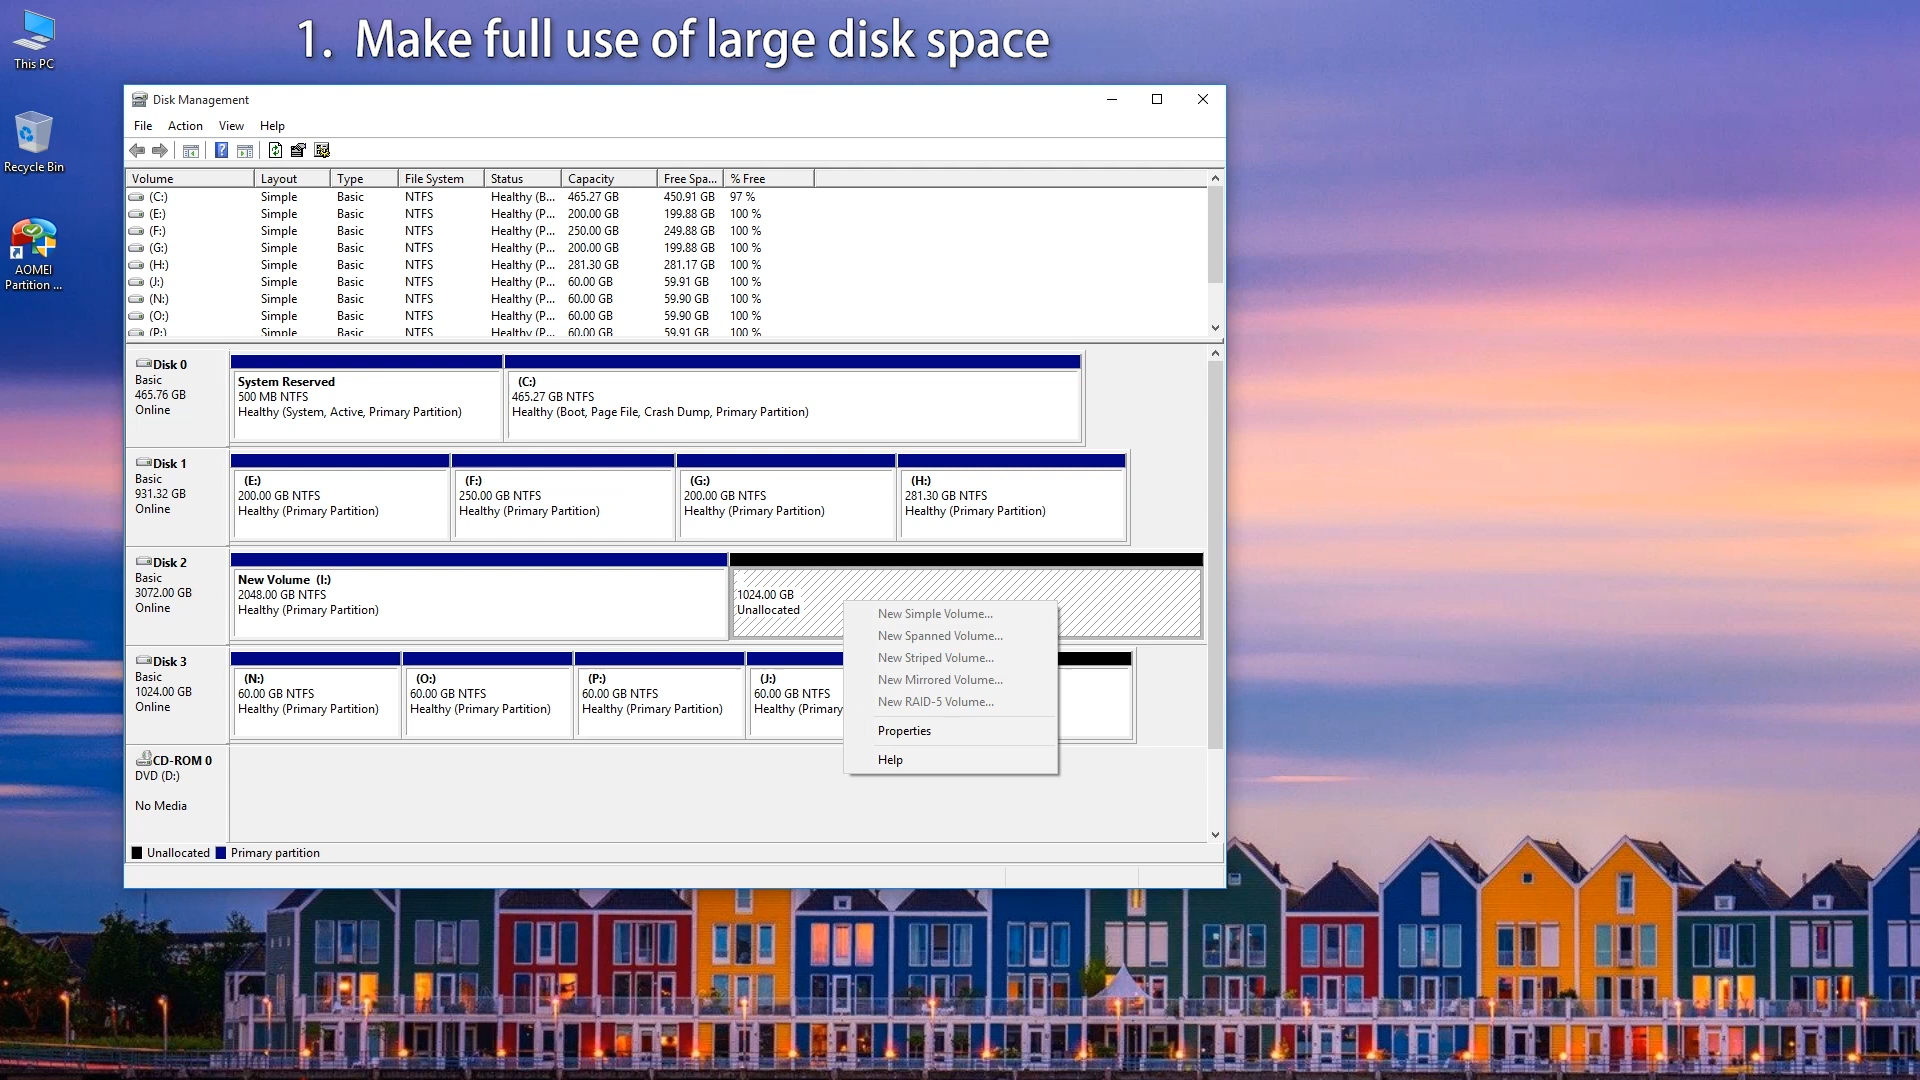 1. Make full use of large disk space
This PC
Recycle Bin
AOMEI
Partition ...
Disk Management
File Action View Help
Volume Layout Type File System Status Capacity Free Spa... % Free
(C:) Simple Basic NTFS Healthy (B... 465.27 GB 450.91 GB 97 %
(E:) Simple Basic NTFS Healthy (P... 200.00 GB 199.88 GB 100 %
(F:) Simple Basic NTFS Healthy (P... 250.00 GB 249.88 GB 100 %
(G:) Simple Basic NTFS Healthy (P... 200.00 GB 199.88 GB 100 %
(H:) Simple Basic NTFS Healthy (P... 281.30 GB 281.17 GB 100 %
(J:) Simple Basic NTFS Healthy (P... 60.00 GB 59.91 GB 100 %
(N:) Simple Basic NTFS Healthy (P... 60.00 GB 59.90 GB 100 %
(O:) Simple Basic NTFS Healthy (P... 60.00 GB 59.90 GB 100 %
(P:) Simple Basic NTFS Healthy (P... 60.00 GB 59.91 GB 100 %
Disk 0
Basic
465.76 GB
Online
System Reserved
500 MB NTFS
Healthy (System, Active, Primary Partition)
(C:)
465.27 GB NTFS
Healthy (Boot, Page File, Crash Dump, Primary Partition)
Disk 1
Basic
931.32 GB
Online
(E:)
200.00 GB NTFS
Healthy (Primary Partition)
(F:)
250.00 GB NTFS
Healthy (Primary Partition)
(G:)
200.00 GB NTFS
Healthy (Primary Partition)
(H:)
281.30 GB NTFS
Healthy (Primary Partition)
Disk 2
Basic
3072.00 GB
Online
New Volume (I:)
2048.00 GB NTFS
Healthy (Primary Partition)
1024.00 GB
Unallocated
New Simple Volume...
New Spanned Volume...
New Striped Volume...
New Mirrored Volume...
New RAID-5 Volume...
Properties
Help
Disk 3
Basic
1024.00 GB
Online
(N:)
60.00 GB NTFS
Healthy (Primary Partition)
(O:)
60.00 GB NTFS
Healthy (Primary Partition)
(P:)
60.00 GB NTFS
Healthy (Primary Partition)
(J:)
60.00 GB NTFS
Healthy (Primary
CD-ROM 0
DVD (D:)
No Media
Unallocated Primary partition